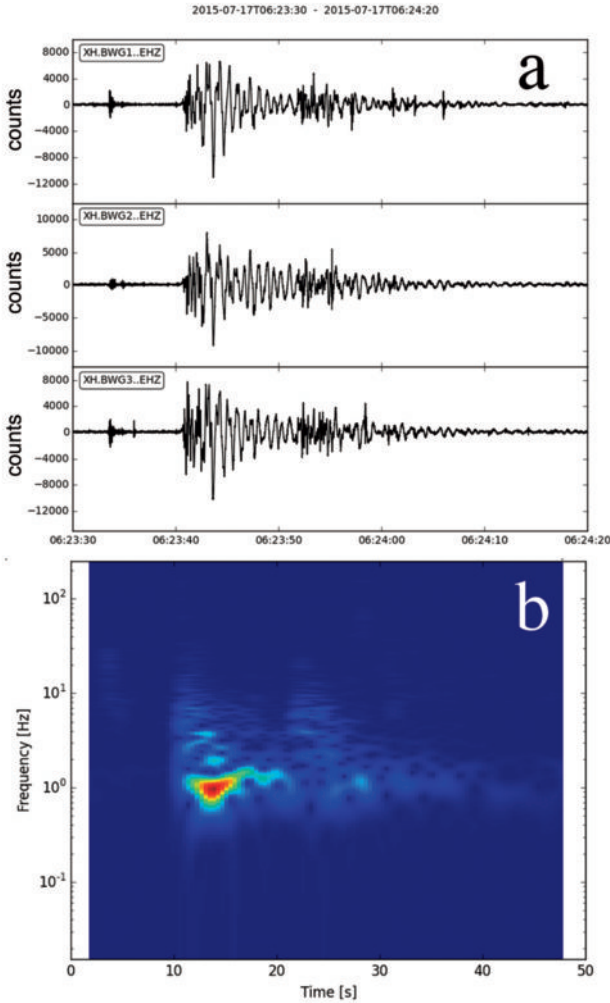 2015-07-17T06:23:30 - 2015-07-17T06:24:20
XH.BWG1..EHZ
a
counts
8000
4000
0
−4000
−8000
−12000
XH.BWG2..EHZ
10000
5000
0
−5000
−10000
XH.BWG3..EHZ
counts
8000
4000
0
−4000
−8000
−12000
06:23:30 06:23:40 06:23:50 06:24:00 06:24:10 06:24:20
b
Frequency [Hz]
10²
10¹
10⁰
10⁻¹
0 10 20 30 40 50
Time [s]